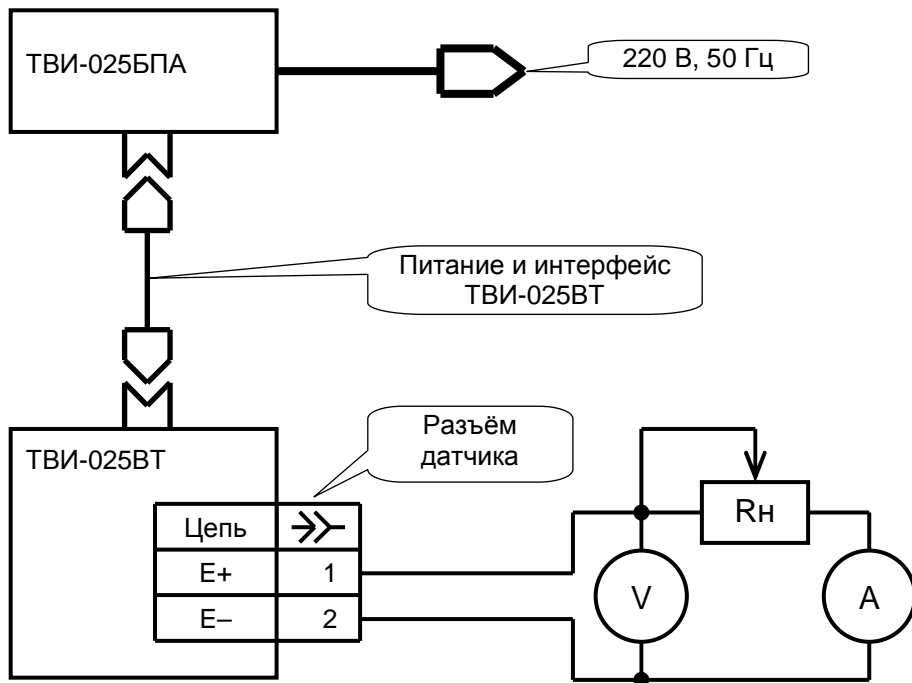 ТВИ-025БПА
220 В, 50 Гц
Питание и интерфейс
ТВИ-025ВТ
Разъём
датчика
ТВИ-025ВТ
Цепь
E+ 1
E– 2
Rн
V
A